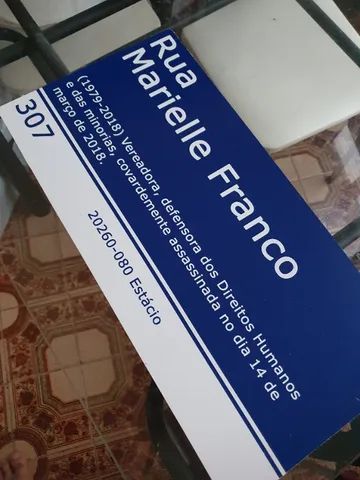 Rua
Marielle Franco
(1979-2018) Vereadora, defensora dos Direitos Humanos
e das minorias, covardemente assassinada no dia 14 de
março de 2018.
307
20260-080 Estácio